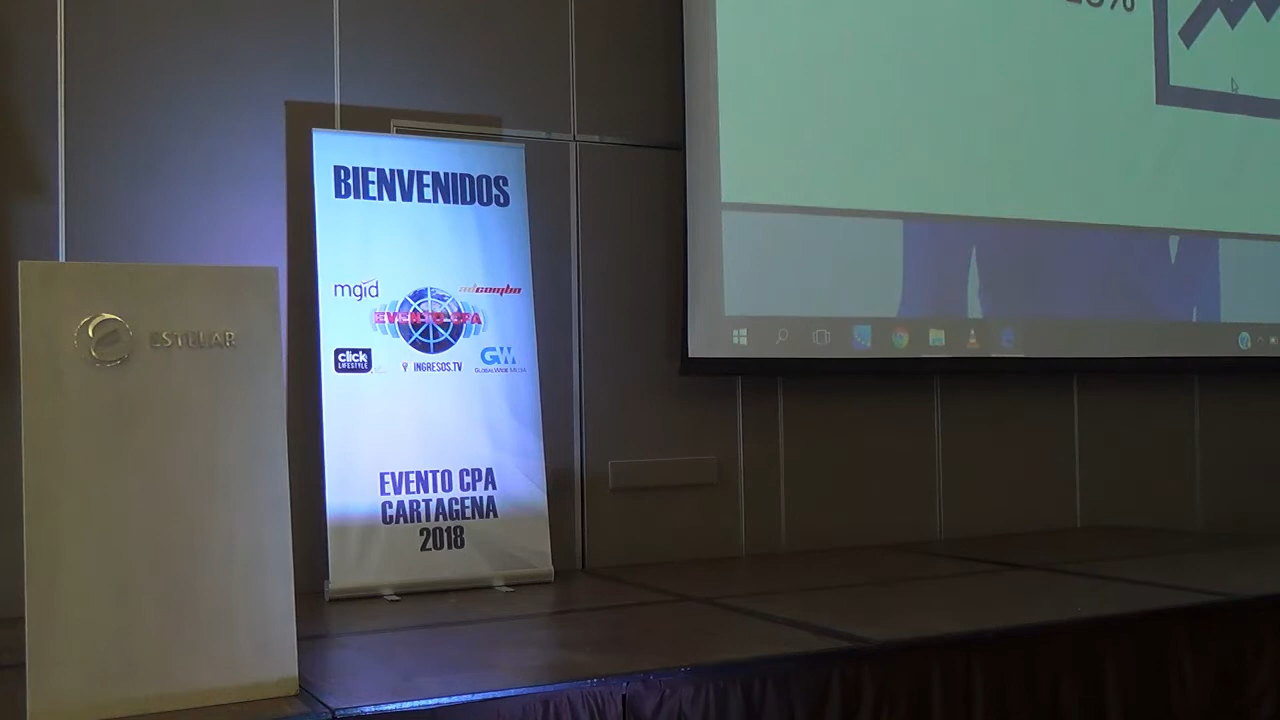 BIENVENIDOS
mgid
adcombo
EVENTO CPA
click
LIFESTYLE
INGRESOS.TV
GW
GLOBALWIDE MEDIA
EVENTO CPA
CARTAGENA
2018
ESTELAR